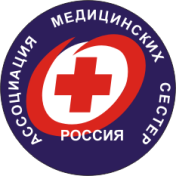 АССОЦИАЦИЯ МЕДИЦИНСКИХ СЕСТЕР
РОССИЯ